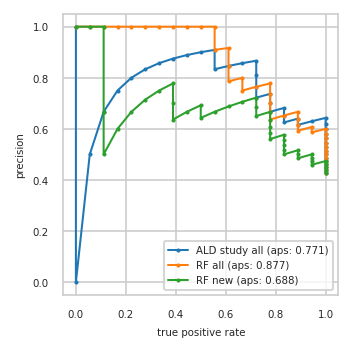 precision
1.0
0.8
0.6
0.4
0.2
0.0
ALD study all (aps: 0.771)
RF all (aps: 0.877)
RF new (aps: 0.688)
0.0 0.2 0.4 0.6 0.8 1.0
true positive rate